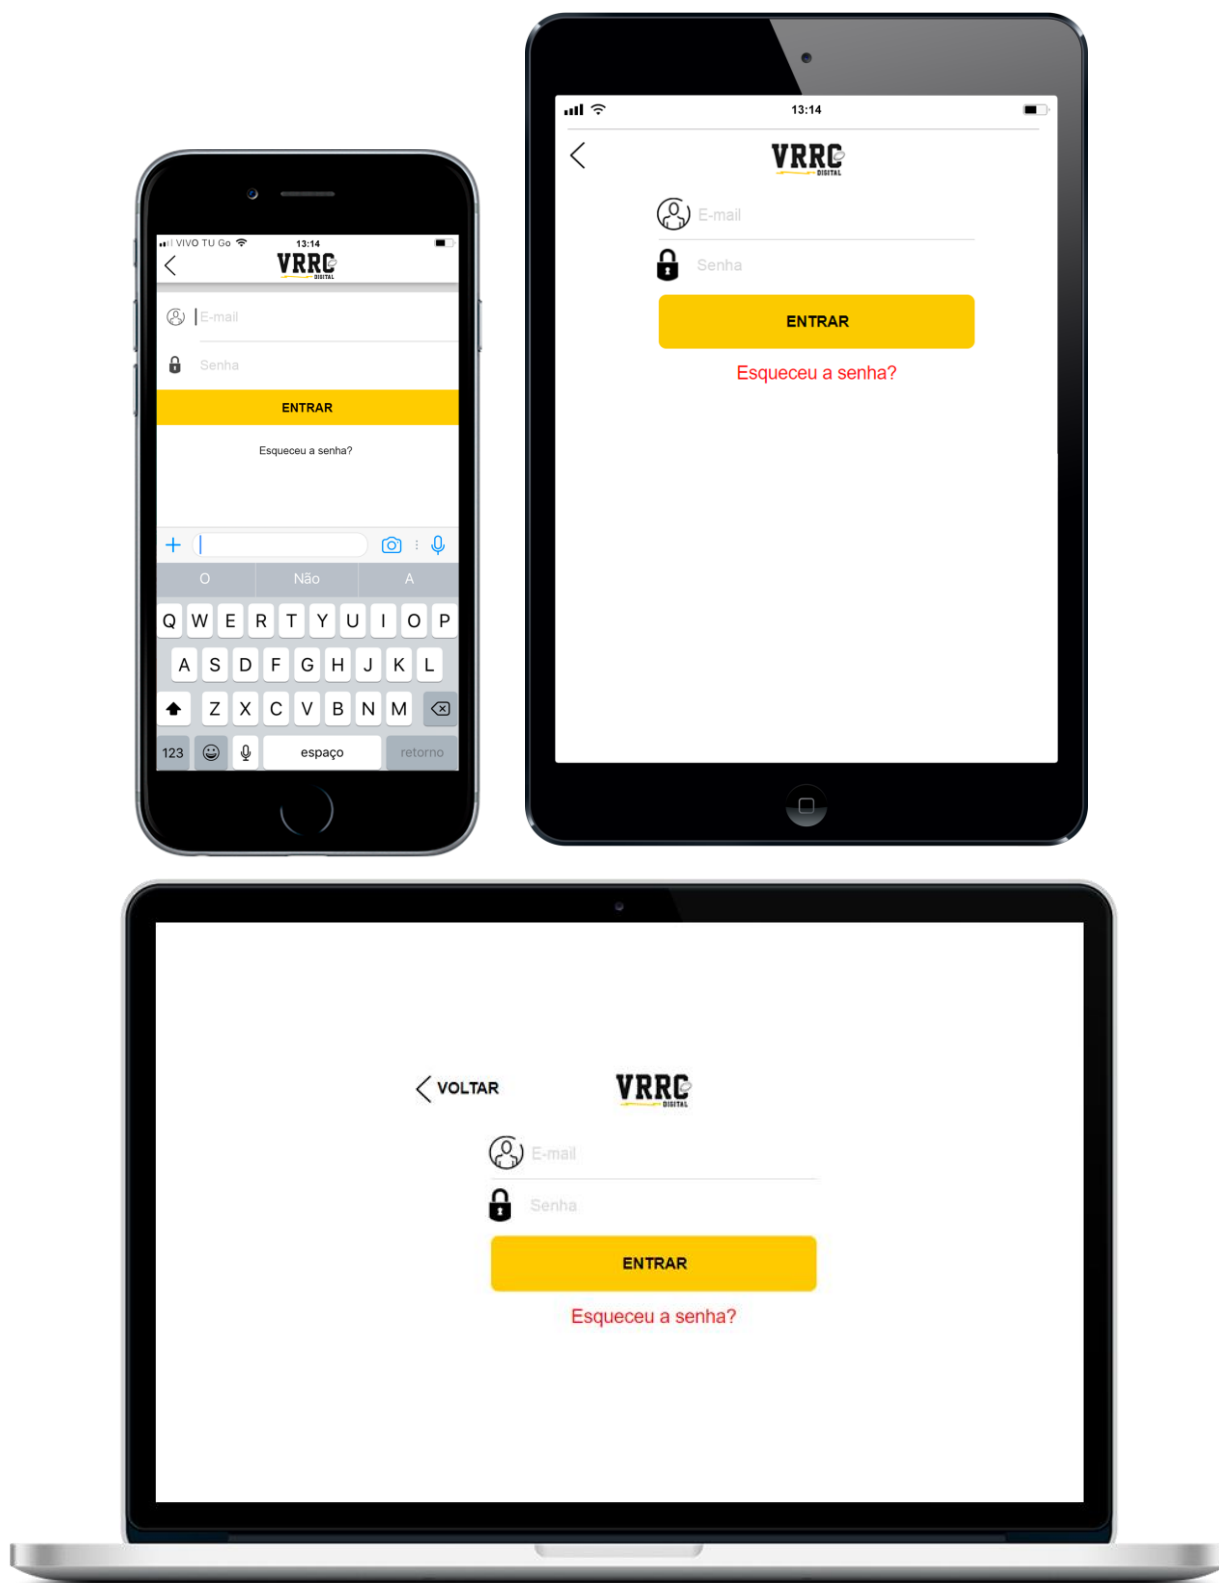 VIVO TU Go
13:14
VRRC
DIGITAL
E-mail
Senha
ENTRAR
Esqueceu a senha?
O Não A
Q W E R T Y U I O P
A S D F G H J K L
Z X C V B N M
123 espaço retorno
13:14
VRRC
DIGITAL
E-mail
Senha
ENTRAR
Esqueceu a senha?
VOLTAR
VRRC
DIGITAL
E-mail
Senha
ENTRAR
Esqueceu a senha?